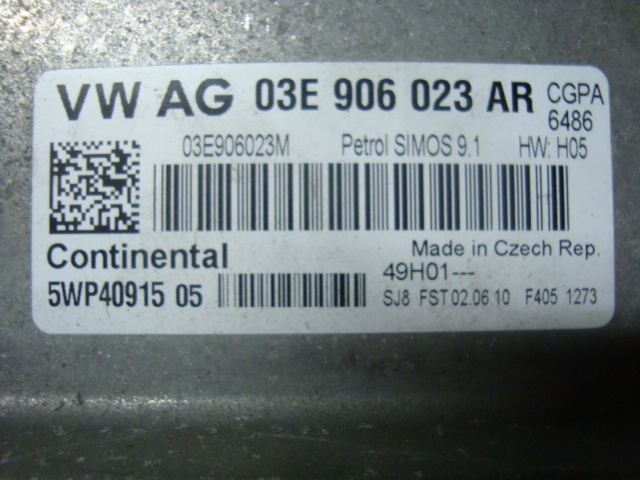 VW AG 03E 906 023 AR CGPA
6486
03E906023M Petrol SIMOS 9.1 HW: H05
Continental Made in Czech Rep.
49H01---
5WP40915 05 SJ8 FST 02.06.10 F405 1273